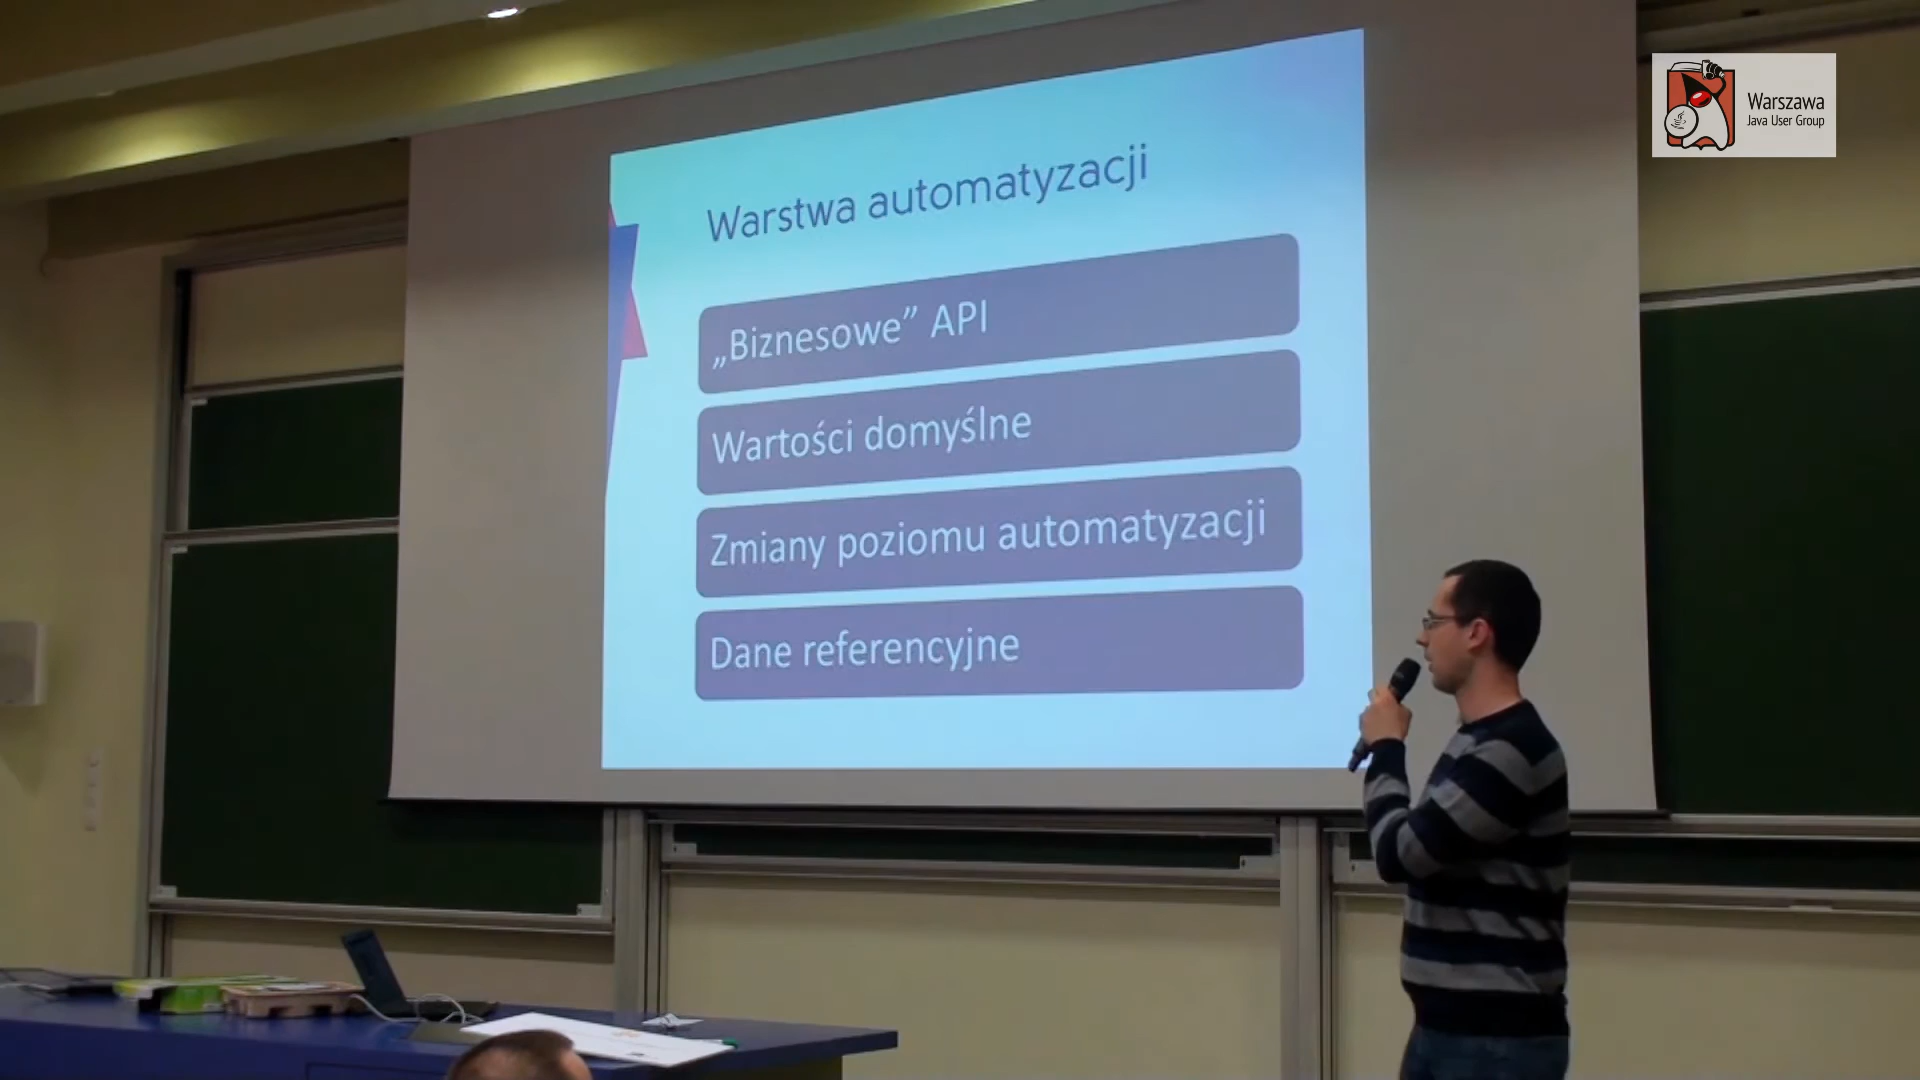 Warszawa
Java User Group
Warstwa automatyzacji
„Biznesowe” API
Wartości domyślne
Zmiany poziomu automatyzacji
Dane referencyjne